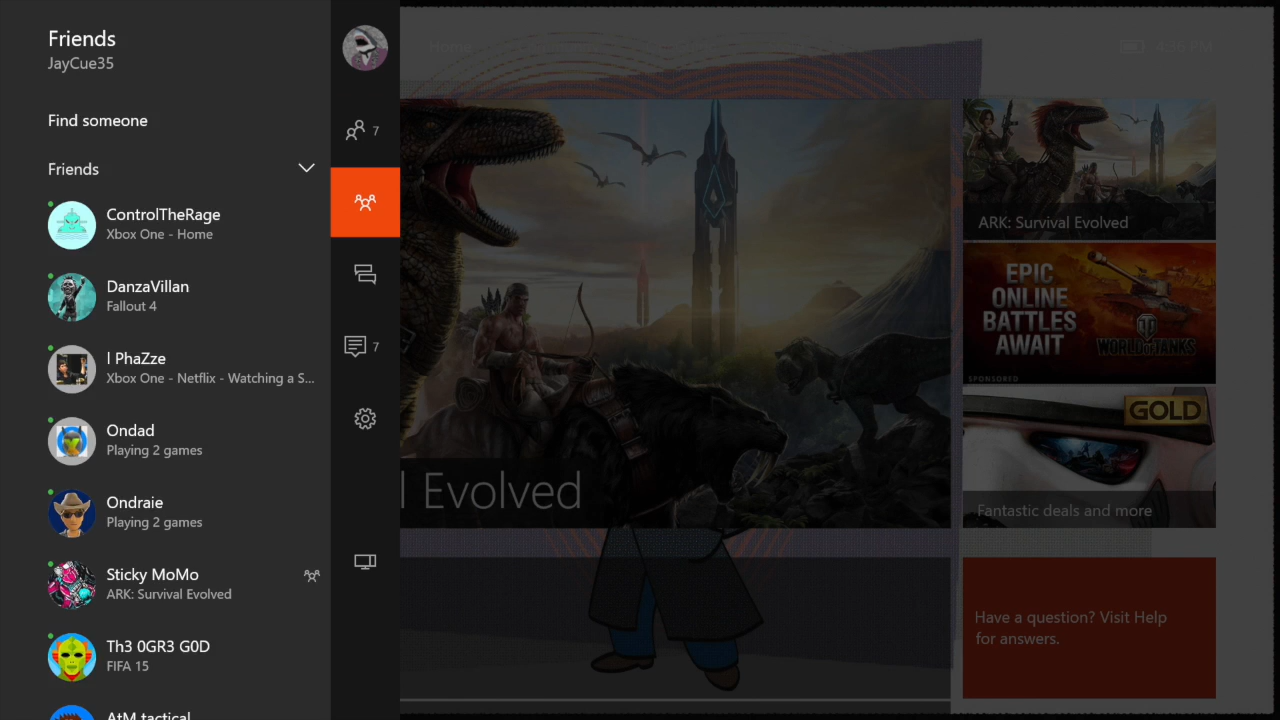 Friends
JayCue35
Find someone
Friends
ControlTheRage
Xbox One - Home
DanzaVillan
Fallout 4
I PhaZze
Xbox One - Netflix - Watching a S...
Ondad
Playing 2 games
Ondraie
Playing 2 games
Sticky MoMo
ARK: Survival Evolved
Th3 0GR3 G0D
FIFA 15
AtM tactical
7
7
Home
l Evolved
ARK: Survival Evolved
EPIC
ONLINE
BATTLES
AWAIT
WORLD OF TANKS
SPONSORED
GOLD
Fantastic deals and more
Have a question? Visit Help
for answers.